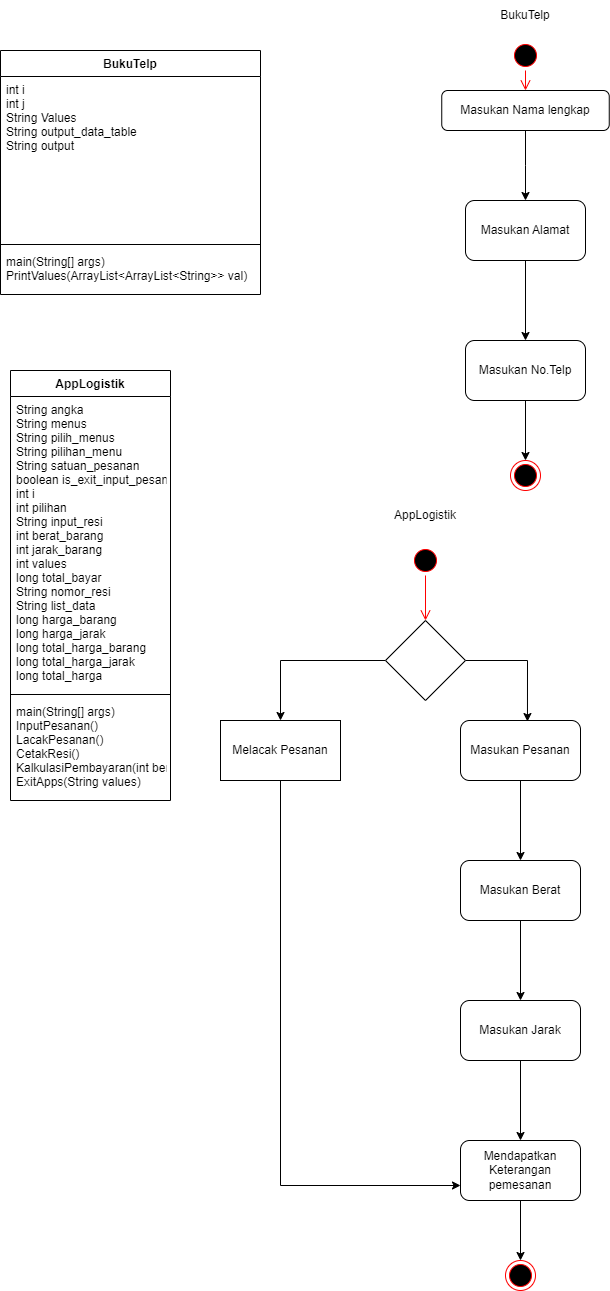 BukuTelp
BukuTelp
int i
int j
String Values
String output_data_table
String output
main(String[] args)
PrintValues(ArrayList<ArrayList<String>> val)
Masukan Nama lengkap
Masukan Alamat
Masukan No.Telp
AppLogistik
String angka
String menus
String pilih_menus
String pilihan_menu
String satuan_pesanan
boolean is_exit_input_pesan
int i
int pilihan
String input_resi
int berat_barang
int jarak_barang
int values
long total_bayar
String nomor_resi
String list_data
long harga_barang
long harga_jarak
long total_harga_barang
long total_harga_jarak
long total_harga
main(String[] args)
InputPesanan()
LacakPesanan()
CetakResi()
KalkulasiPembayaran(int ber
ExitApps(String values)
AppLogistik
Melacak Pesanan
Masukan Pesanan
Masukan Berat
Masukan Jarak
Mendapatkan
Keterangan
pemesanan